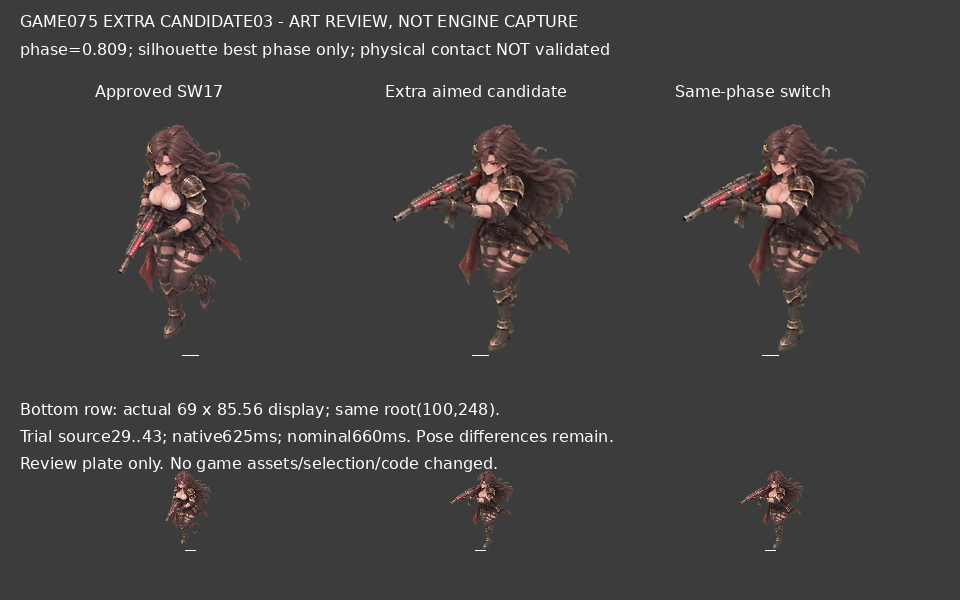 GAME075 EXTRA CANDIDATE03 - ART REVIEW, NOT ENGINE CAPTURE
phase=0.809; silhouette best phase only; physical contact NOT validated
Approved SW17
Extra aimed candidate
Same-phase switch
Bottom row: actual 69 x 85.56 display; same root(100,248).
Trial source29..43; native625ms; nominal660ms. Pose differences remain.
Review plate only. No game assets/selection/code changed.